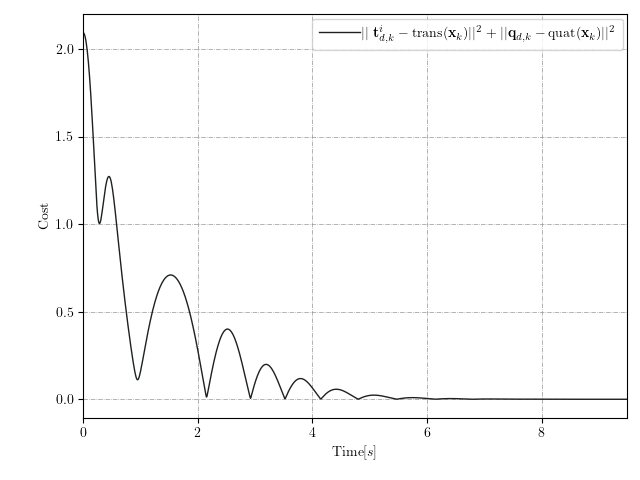 || t^i_{d,k} − trans(x_k)||^2 + ||q_{d,k} − quat(x_k)||^2
2.0
1.5
1.0
0.5
0.0
Cost
0 2 4 6 8
Time[s]